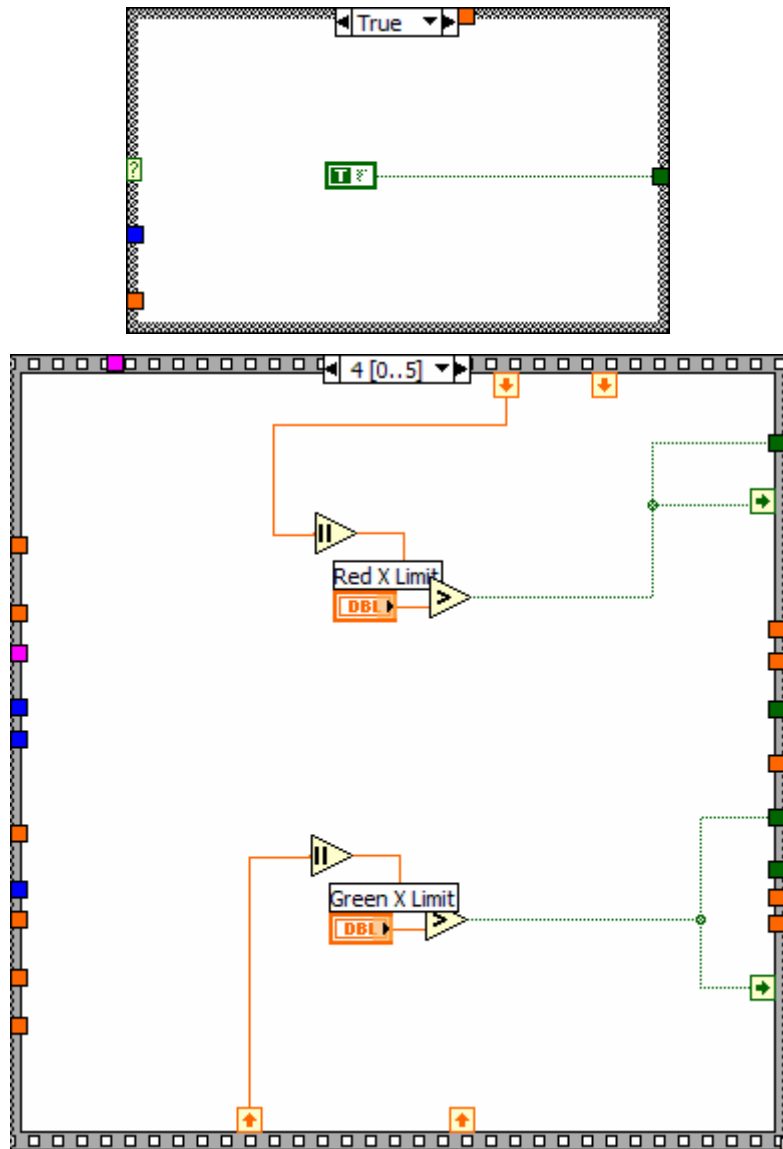 True
?
T
4 [0..5]
Red X Limit
DBL
>
Green X Limit
DBL
>